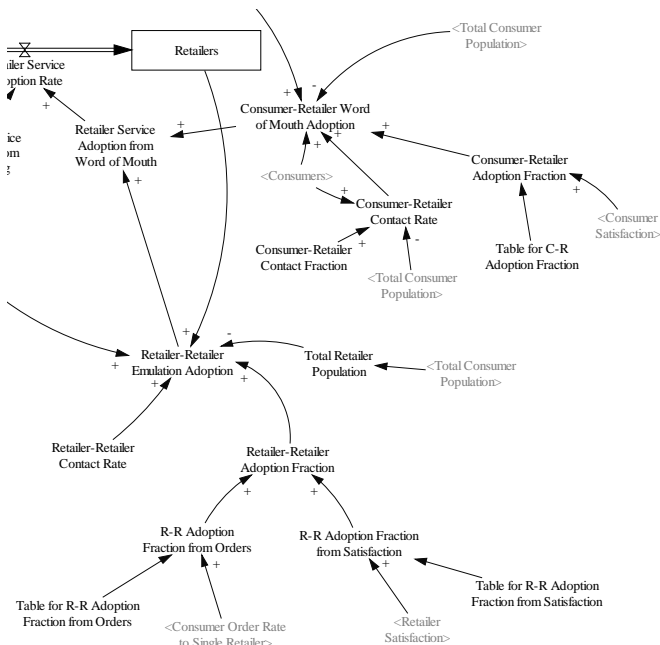 <Total Consumer
Population>
Retailers
iler Service
option Rate
+
+
-
Consumer-Retailer Word
of Mouth Adoption
+
Retailer Service
Adoption from
Word of Mouth
+
+
+
+
ice
om
g
Consumer-Retailer
Adoption Fraction
+
<Consumers>
+
Consumer-Retailer
Contact Rate
<Consumer
Satisfaction>
+
-
Consumer-Retailer
Contact Fraction
Table for C-R
Adoption Fraction
<Total Consumer
Population>
+
-
Retailer-Retailer
Emulation Adoption
+
+
+
Total Retailer
Population
<Total Consumer
Population>
Retailer-Retailer
Contact Rate
Retailer-Retailer
Adoption Fraction
+
+
R-R Adoption
Fraction from Orders
+
R-R Adoption Fraction
from Satisfaction
+
Table for R-R Adoption
Fraction from Orders
Table for R-R Adoption
Fraction from Satisfaction
<Consumer Order Rate
to Single Retailer>
<Retailer
Satisfaction>